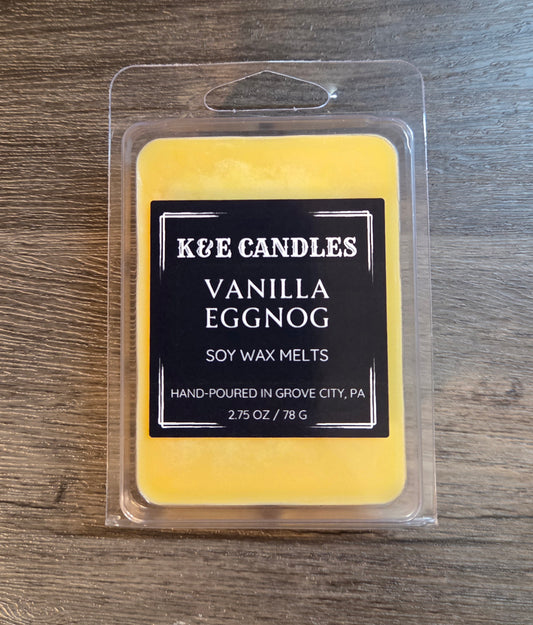 K&E CANDLES
VANILLA
EGGNOG
SOY WAX MELTS
HAND-POURED IN GROVE CITY, PA
2.75 OZ / 78 G